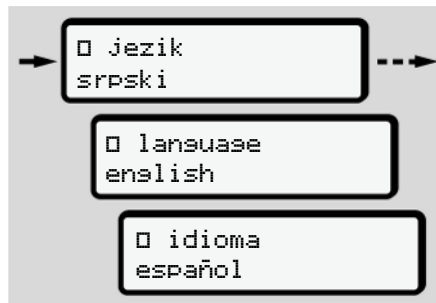 □ jezik
srpski
□ language
english
□ idioma
español